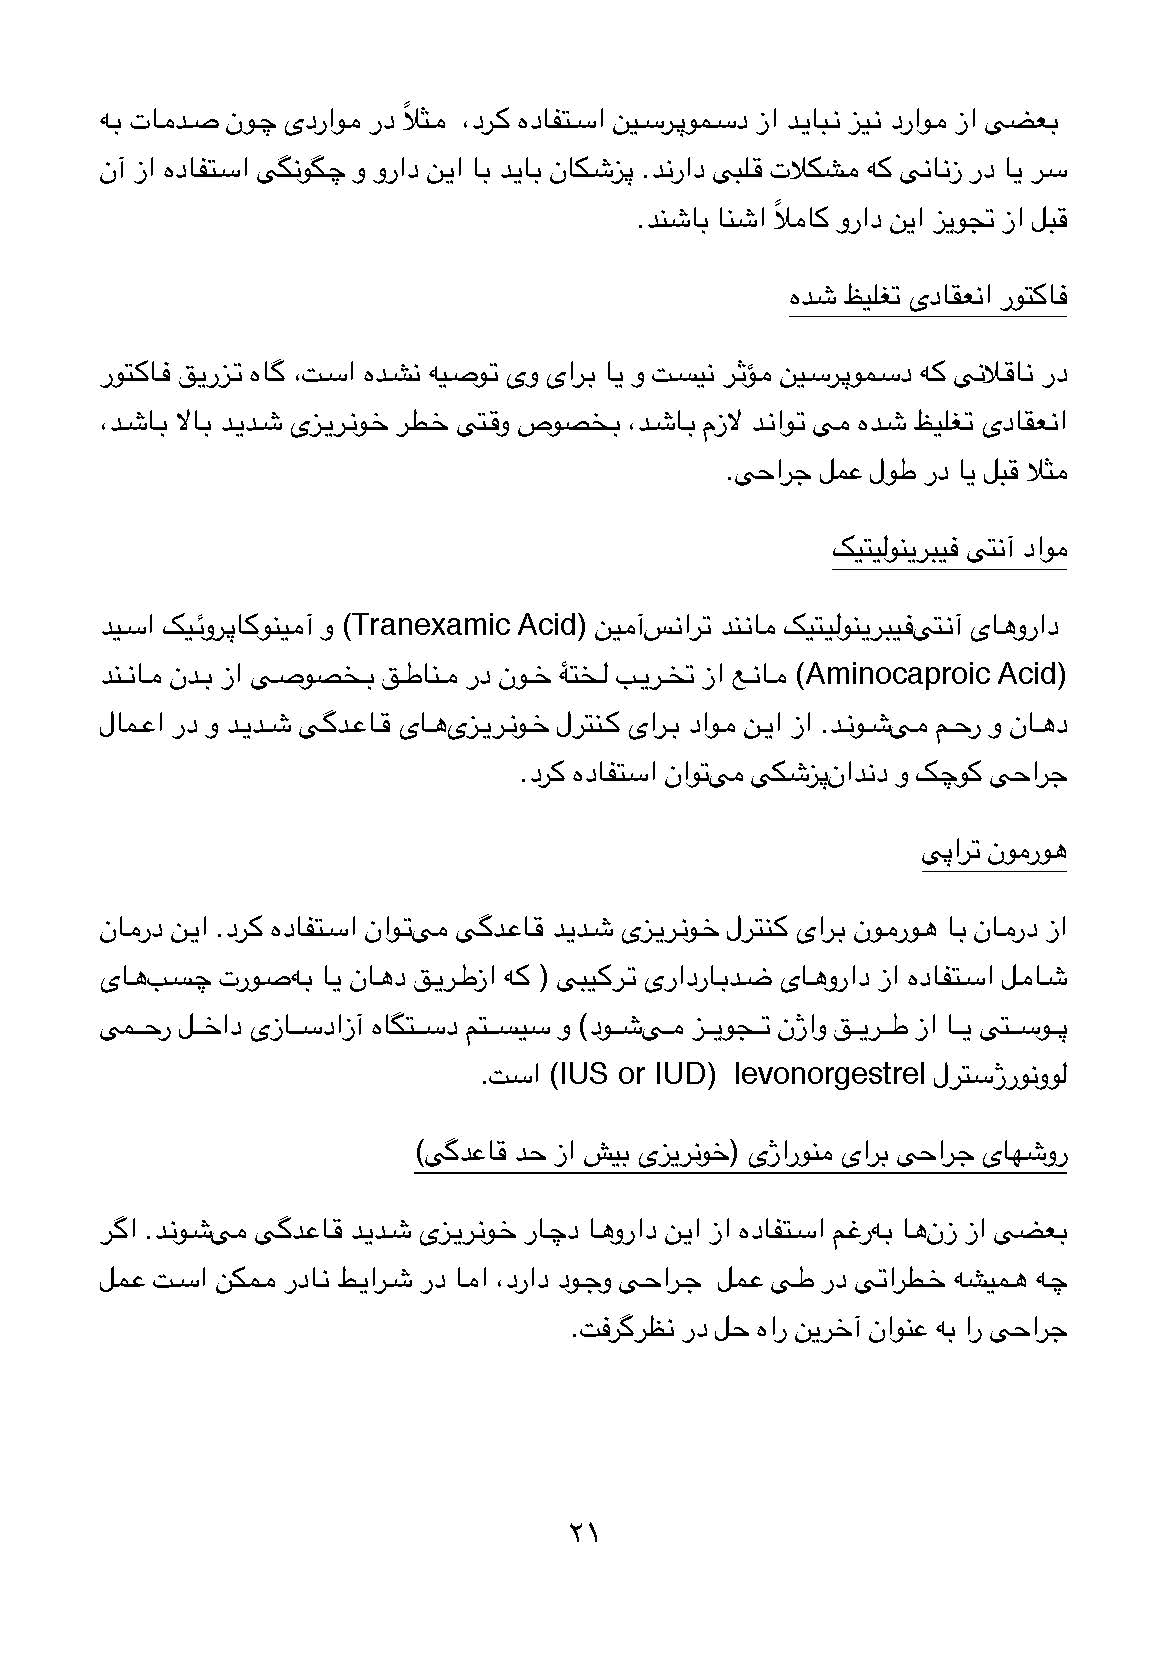 بعضی از موارد نیز نباید از دسموپرسین استفاده کرد، مثلاً در مواردی چون صدمات به
سر یا در زنانی که مشکلات قلبی دارند. پزشکان باید با این دارو و چگونگی استفاده از آن
قبل از تجویز این دارو کاملاً اشنا باشند.
فاکتور انعقادی تغلیظ شده
در ناقلانی که دسموپرسین مؤثر نیست و یا برای وی توصیه نشده است، گاه تزریق فاکتور
انعقادی تغلیظ شده می تواند لازم باشد، بخصوص وقتی خطر خونریزی شدید بالا باشد،
مثلا قبل یا در طول عمل جراحی.
مواد آنتی فیبرینولیتیک
داروهای آنتی‌فیبرینولیتیک مانند ترانس‌آمین (Tranexamic Acid) و آمینوکاپروئیک اسید
(Aminocaproic Acid) مانع از تخریب لختهٔ خون در مناطق بخصوصی از بدن مانند
دهان و رحم می‌شوند. از این مواد برای کنترل خونریزی‌های قاعدگی شدید و در اعمال
جراحی کوچک و دندان‌پزشکی می‌توان استفاده کرد.
هورمون تراپی
از درمان با هورمون برای کنترل خونریزی شدید قاعدگی می‌توان استفاده کرد. این درمان
شامل استفاده از داروهای ضدبارداری ترکیبی ( که ازطریق دهان یا به‌صورت چسب‌های
پوستی یا از طریق واژن تجویز می‌شود) و سیستم دستگاه آزادسازی داخل رحمی
لوونورژسترل levonorgestrel (IUS or IUD) است.
روشهای جراحی برای منوراژی (خونریزی بیش از حد قاعدگی)
بعضی از زن‌ها به‌رغم استفاده از این داروها دچار خونریزی شدید قاعدگی می‌شوند. اگر
چه همیشه خطراتی در طی عمل جراحی وجود دارد، اما در شرایط نادر ممکن است عمل
جراحی را به عنوان آخرین راه حل در نظرگرفت.
۲۱